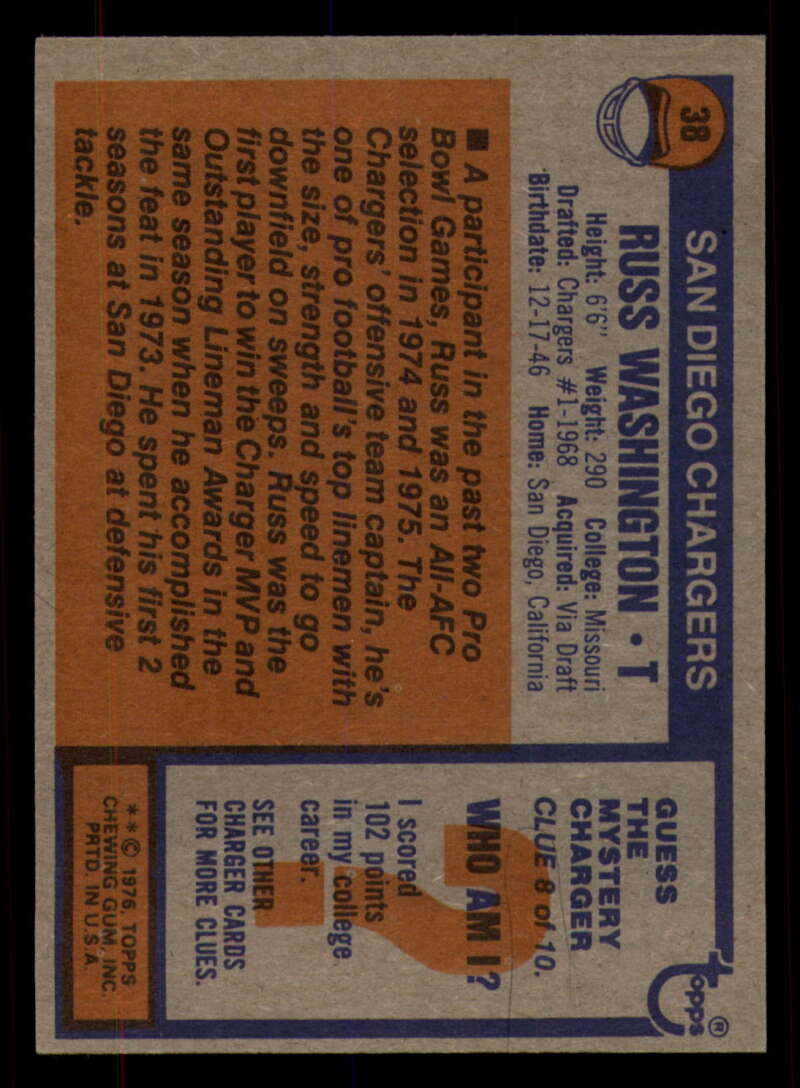 38
SAN DIEGO CHARGERS
RUSS WASHINGTON • T
Height: 6'6" Weight: 290 College: Missouri
Drafted: Chargers #1-1968 Acquired: Via Draft
Birthdate: 12-17-46 Home: San Diego, California
■ A participant in the past two Pro
Bowl Games, Russ was an All-AFC
selection in 1974 and 1975. The
Chargers' offensive team captain, he's
one of pro football's top linemen with
the size, strength and speed to go
downfield on sweeps. Russ was the
first player to win the Charger MVP and
Outstanding Lineman Awards in the
same season when he accomplished
the feat in 1973. He spent his first 2
seasons at San Diego at defensive
tackle.
topps®
GUESS
THE
MYSTERY
CHARGER
CLUE 8 of 10.
?
WHO AM I?
I scored
102 points
in my college
career.
SEE OTHER
CHARGER CARDS
FOR MORE CLUES.
**© 1976, TOPPS
CHEWING GUM, INC.
PRTD. IN U.S.A.